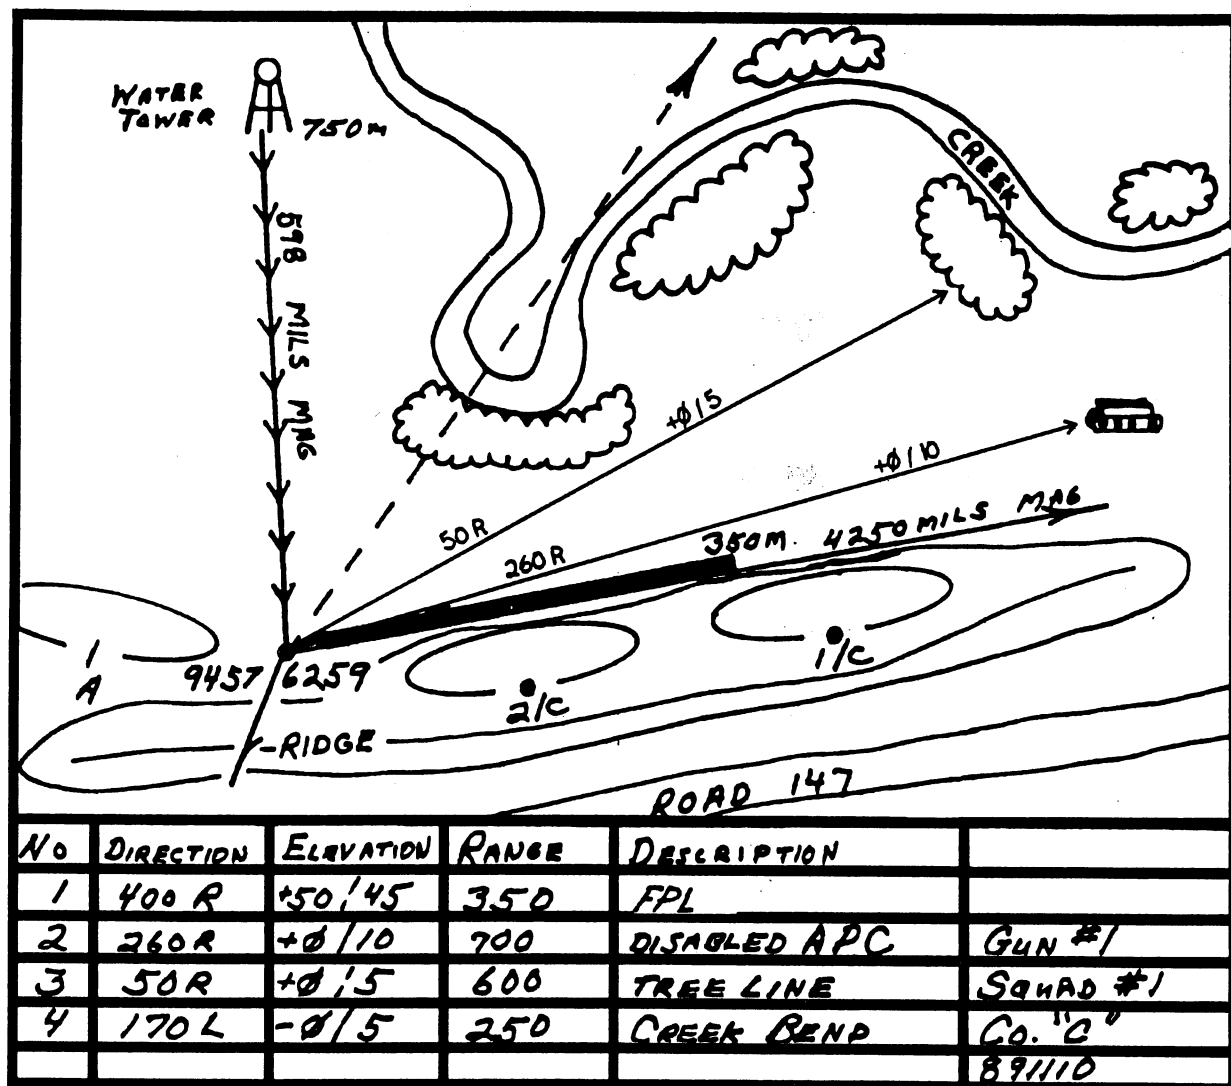 WATER
TOWER
750m
598 MILS MAG
CREEK
+Ø/5
+Ø/10
50R
260R
350M. 4250 MILS MAG
A
9457 6259
2/C
1/C
RIDGE
ROAD 147
No DIRECTION ELEVATION RANGE DESCRIPTION
1 400 R +50/45 350 FPL
2 260R +Ø/10 700 DISABLED APC GUN #1
3 50R +Ø/5 600 TREE LINE SQUAD #1
4 170L -Ø/5 250 CREEK BEND CO. "C"
891110